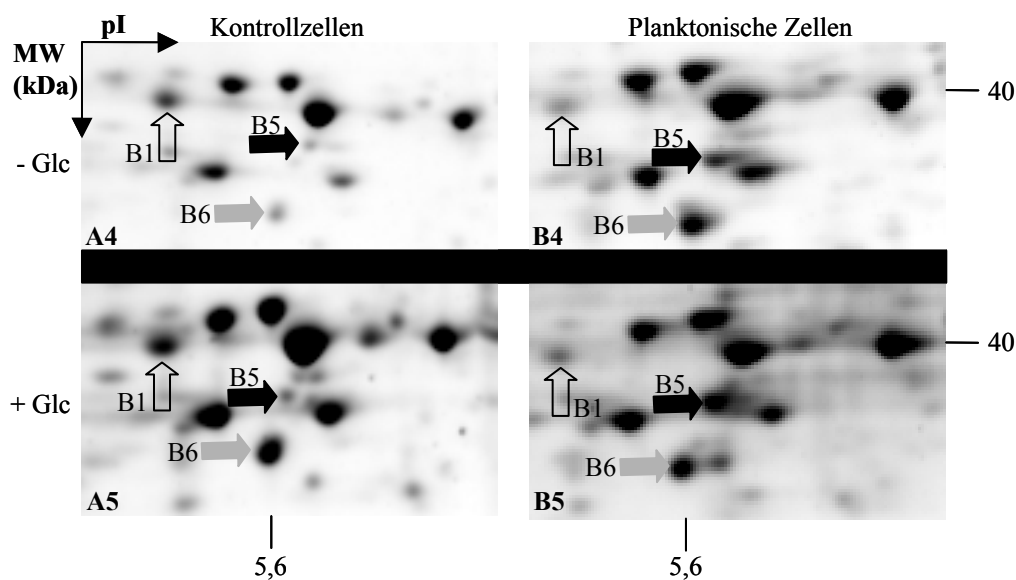 pI
Kontrollzellen
Planktonische Zellen
MW
(kDa)
40
B5
B1
B5
B1
- Glc
B6
B6
A4
B4
40
B5
B5
B1
B1
+ Glc
B6
B6
A5
B5
5,6
5,6